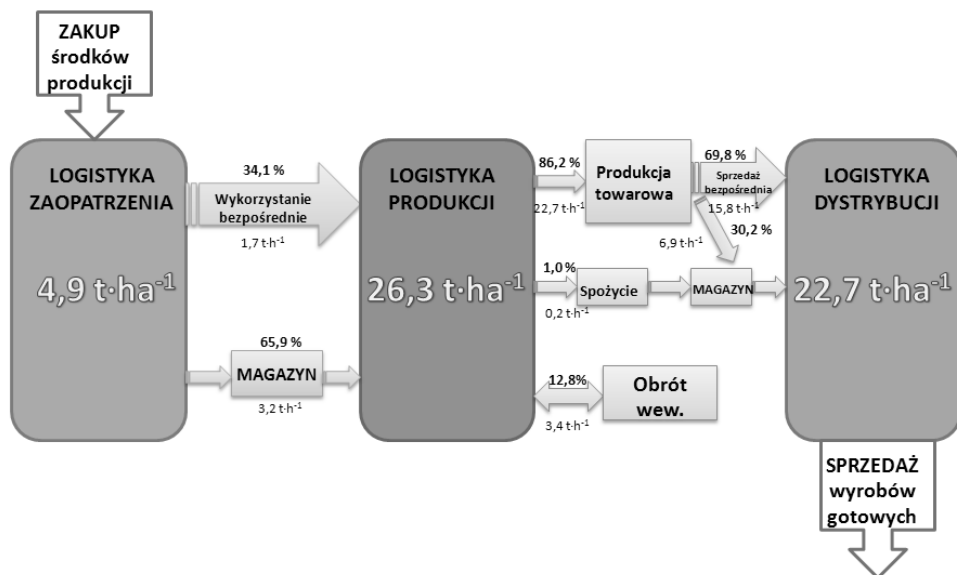 ZAKUP
środków
produkcji
LOGISTYKA
ZAOPATRZENIA
4,9 t·ha⁻¹
34,1 %
Wykorzystanie
bezpośrednie
1,7 t·h⁻¹
65,9 %
MAGAZYN
3,2 t·h⁻¹
LOGISTYKA
PRODUKCJI
26,3 t·ha⁻¹
86,2 %
22,7 t·h⁻¹
Produkcja
towarowa
69,8 %
Sprzedaż
bezpośrednia
15,8 t·h⁻¹
30,2 %
6,9 t·h⁻¹
1,0 %
0,2 t·h⁻¹
Spożycie
MAGAZYN
12,8%
3,4 t·h⁻¹
Obrót
wew.
LOGISTYKA
DYSTRYBUCJI
22,7 t·ha⁻¹
SPRZEDAŻ
wyrobów
gotowych